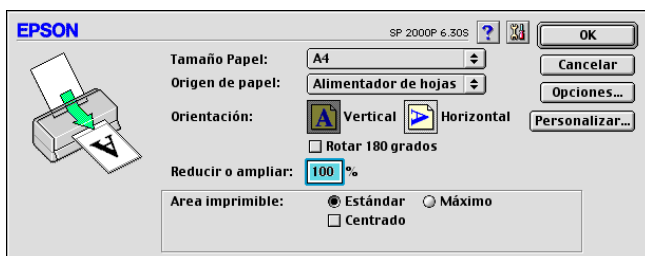 EPSON SP 2000P 6.30S ? OK
Tamaño Papel: A4 Cancelar
Origen de papel: Alimentador de hojas Opciones...
Orientación: A Vertical A Horizontal Personalizar...
Rotar 180 grados
Reducir o ampliar: 100 %
Area imprimible: Estándar Máximo
Centrado
A